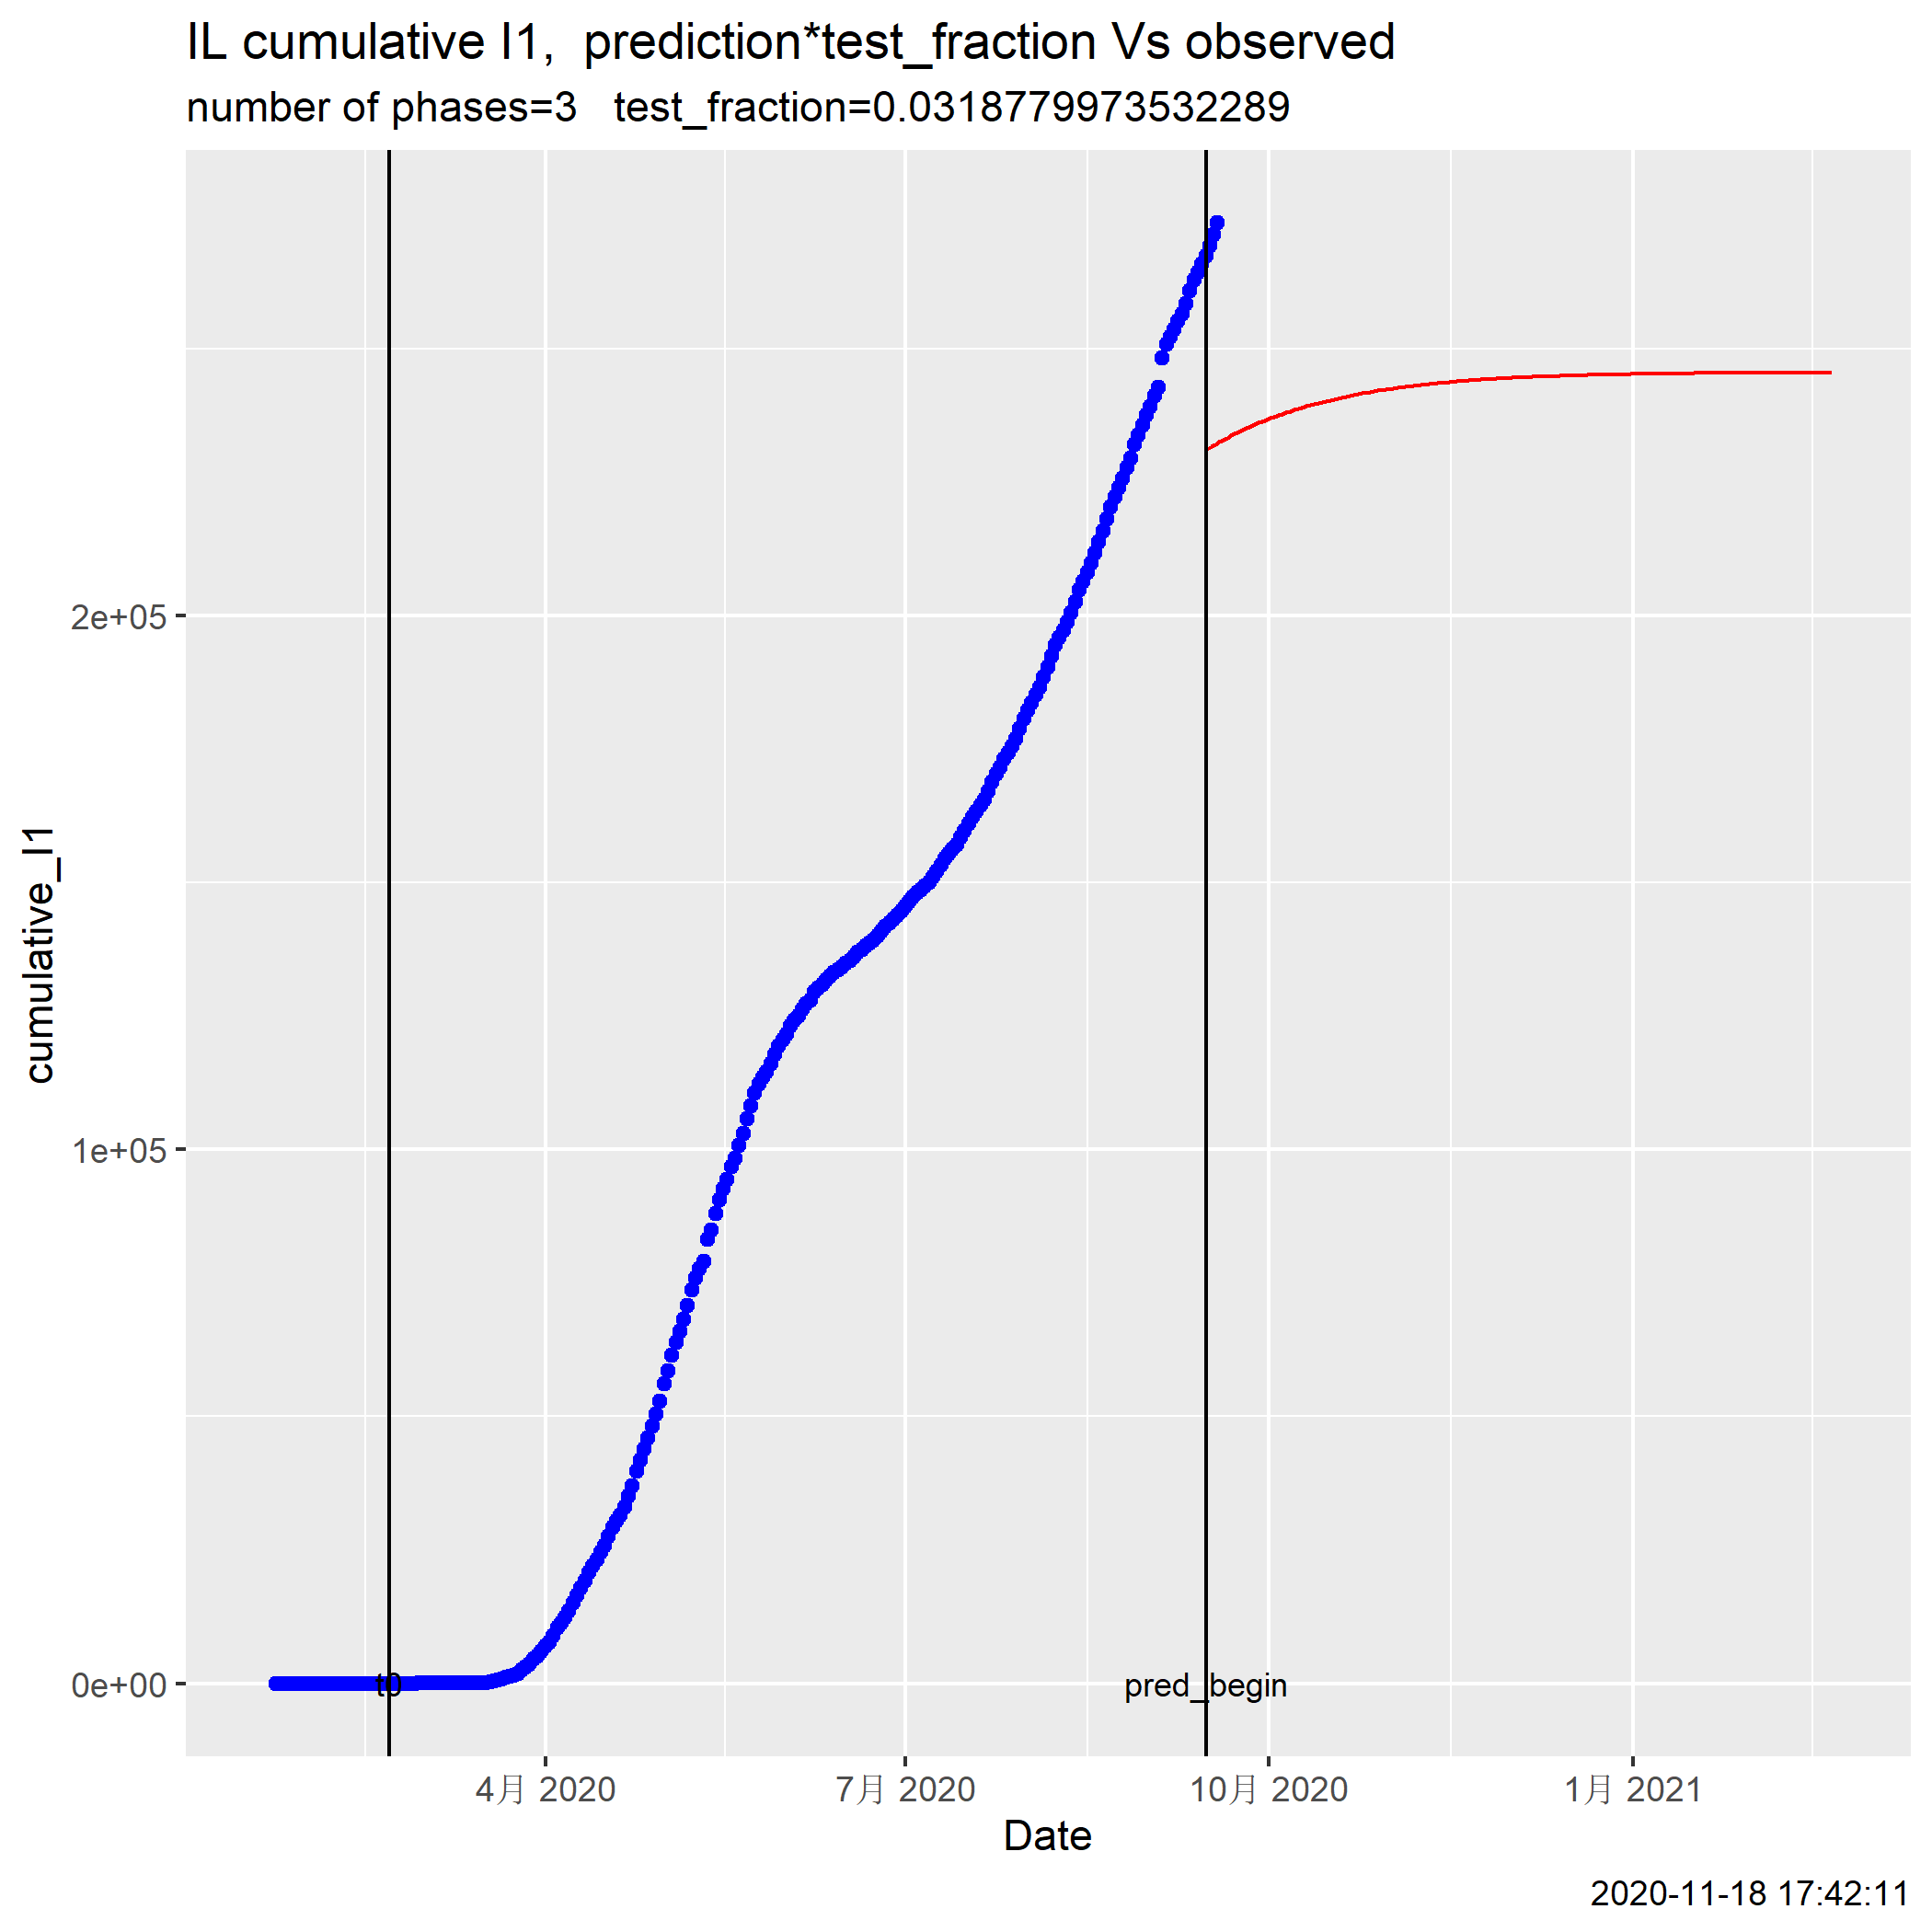 IL cumulative I1,  prediction*test_fraction Vs observed
number of phases=3   test_fraction=0.0318779973532289
cumulative_I1
2e+05
1e+05
0e+00
t0
pred_begin
4月 2020
7月 2020
10月 2020
1月 2021
Date
2020-11-18 17:42:11